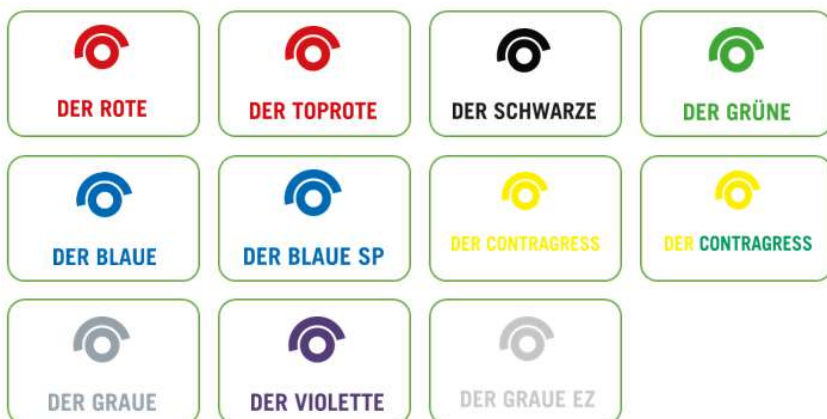 DER ROTE
DER TOPROTE
DER SCHWARZE
DER GRÜNE
DER BLAUE
DER BLAUE SP
DER CONTRAGRESS
DER CONTRAGRESS
DER GRAUE
DER VIOLETTE
DER GRAUE EZ